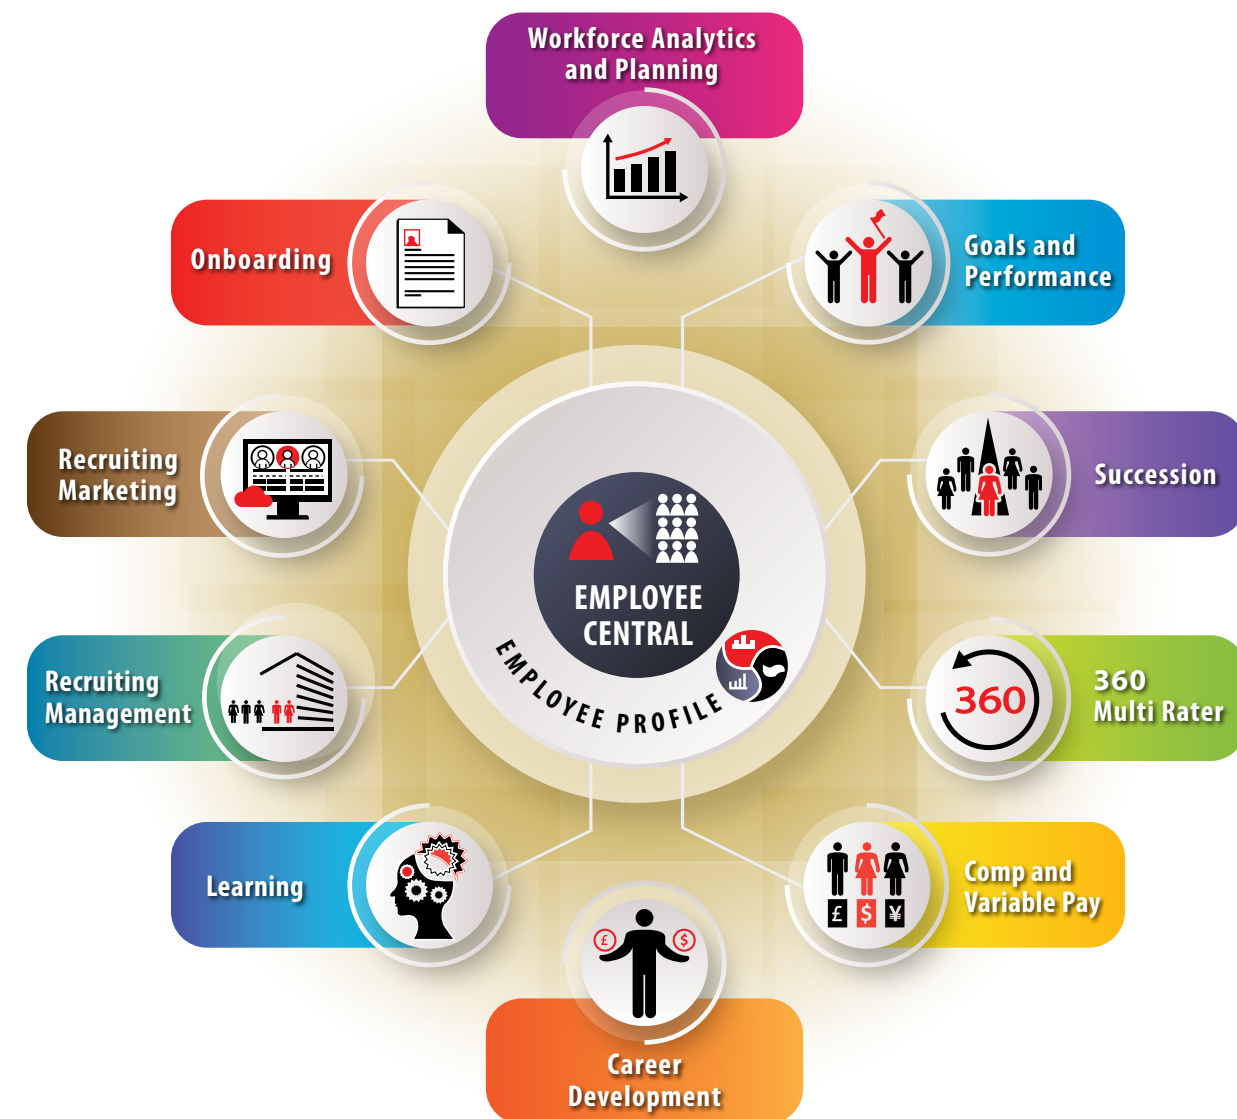 Workforce Analytics
and Planning
Onboarding
Goals and
Performance
Recruiting
Marketing
Succession
EMPLOYEE
CENTRAL
EMPLOYEE PROFILE
Recruiting
Management
360
360
Multi Rater
Learning
Comp and
Variable Pay
£ $ ¥
£ $
Career
Development